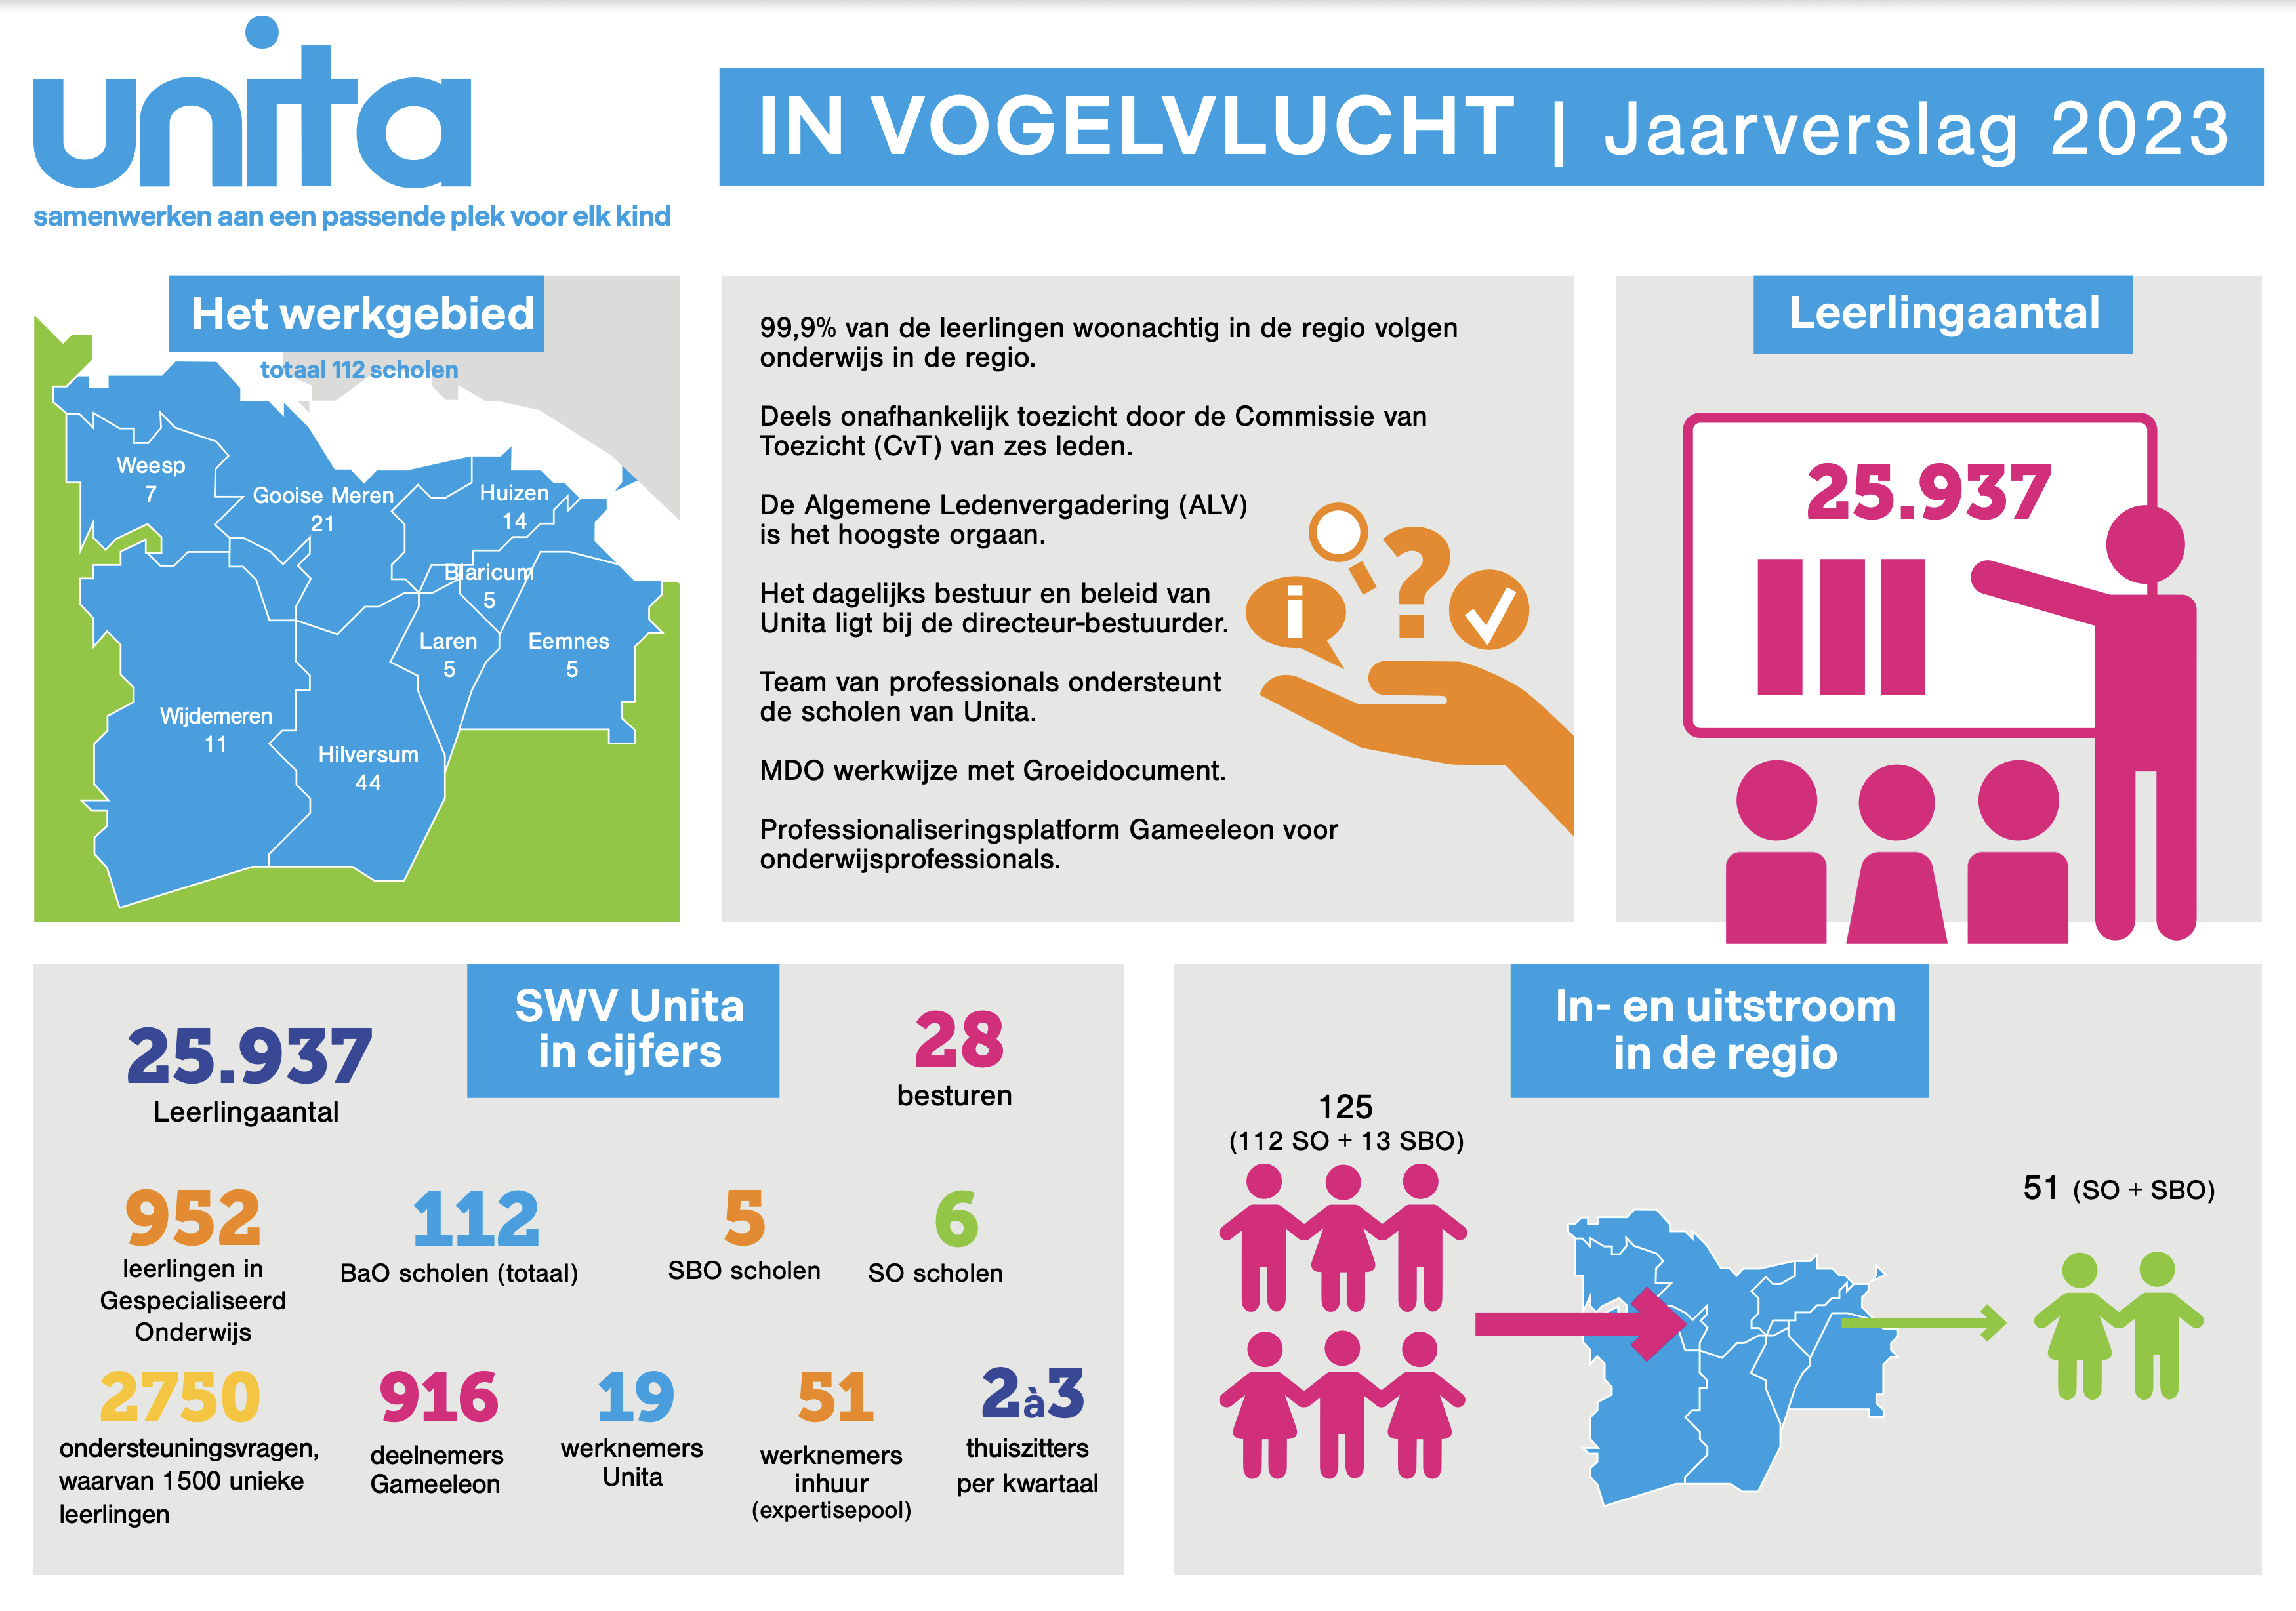 unita
samenwerken aan een passende plek voor elk kind
IN VOGELVLUCHT | Jaarverslag 2023
Het werkgebied
totaal 112 scholen
Weesp
7
Gooise Meren
21
Huizen
14
Blaricum
5
Laren
5
Eemnes
5
Wijdemeren
11
Hilversum
44
99,9% van de leerlingen woonachtig in de regio volgen
onderwijs in de regio.
Deels onafhankelijk toezicht door de Commissie van
Toezicht (CvT) van zes leden.
De Algemene Ledenvergadering (ALV)
is het hoogste orgaan.
Het dagelijks bestuur en beleid van
Unita ligt bij de directeur-bestuurder.
Team van professionals ondersteunt
de scholen van Unita.
MDO werkwijze met Groeidocument.
Professionaliseringsplatform Gameeleon voor
onderwijsprofessionals.
i
?
Leerlingaantal
25.937
SWV Unita
in cijfers
25.937
Leerlingaantal
28
besturen
952
leerlingen in
Gespecialiseerd
Onderwijs
112
BaO scholen (totaal)
5
SBO scholen
6
SO scholen
2750
ondersteuningsvragen,
waarvan 1500 unieke
leerlingen
916
deelnemers
Gameeleon
19
werknemers
Unita
51
werknemers
inhuur
(expertisepool)
2à3
thuiszitters
per kwartaal
In- en uitstroom
in de regio
125
(112 SO + 13 SBO)
51 (SO + SBO)